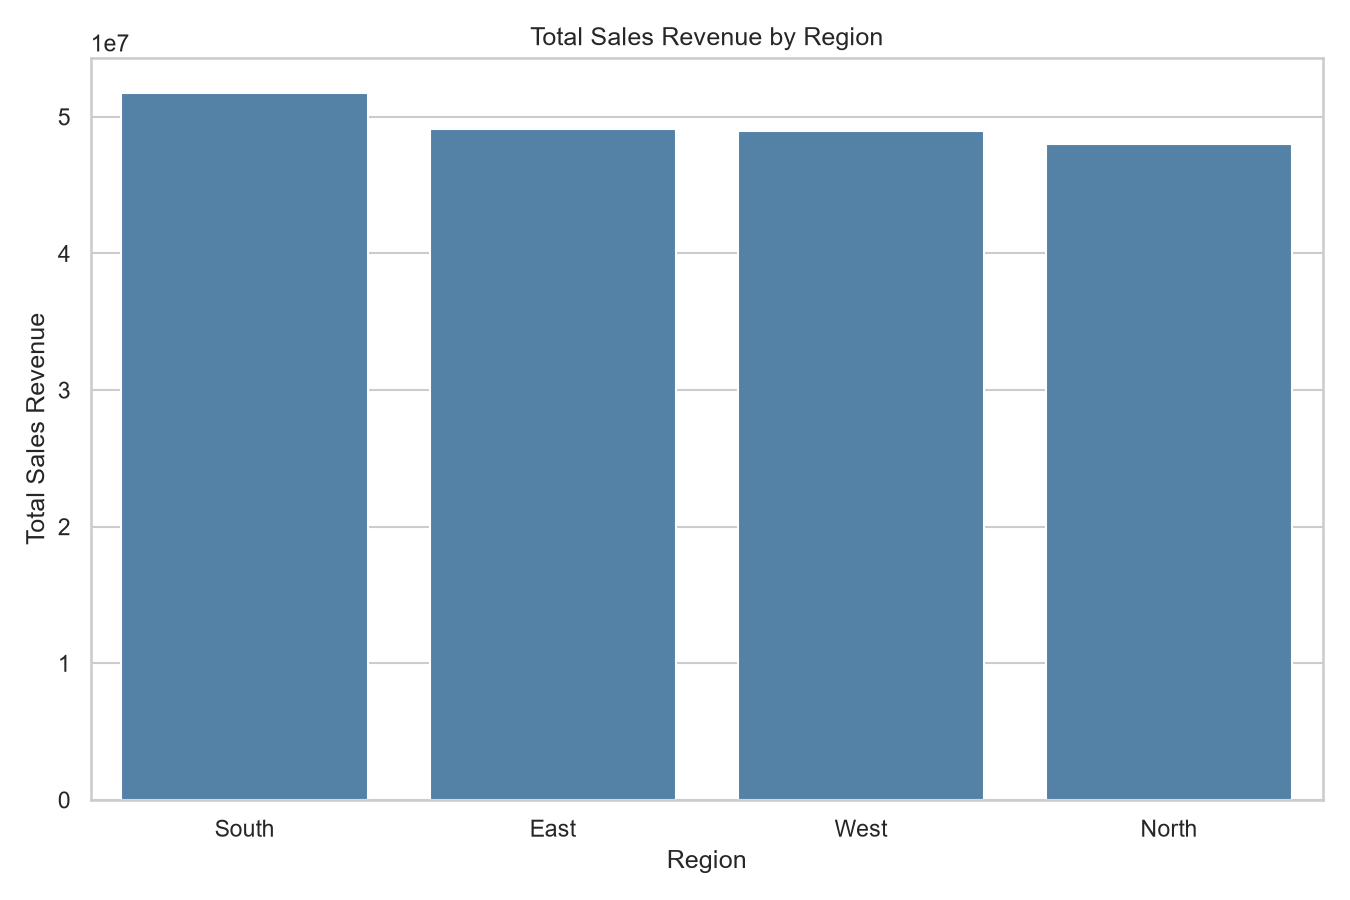 Total Sales Revenue by Region
1e7
5
4
3
2
1
0
Total Sales Revenue
South East West North
Region